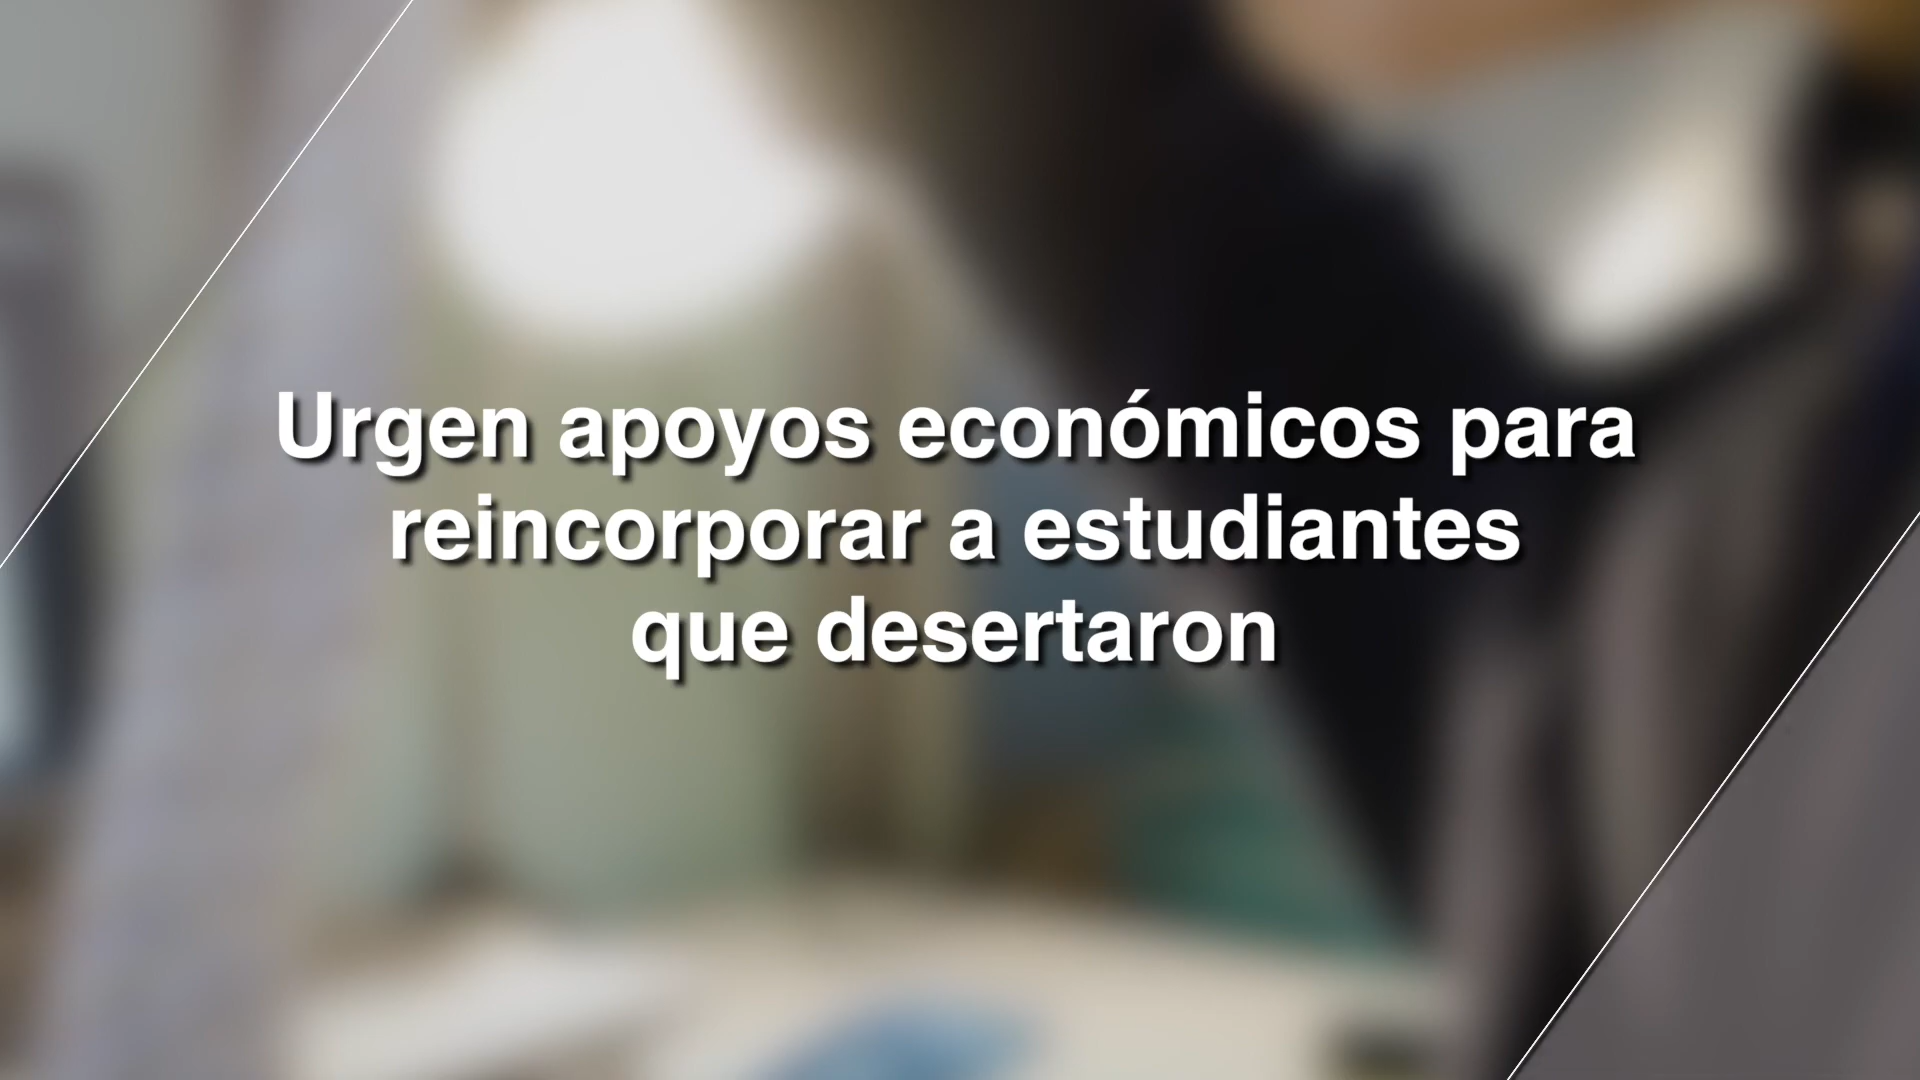 Urgen apoyos económicos para
reincorporar a estudiantes
que desertaron